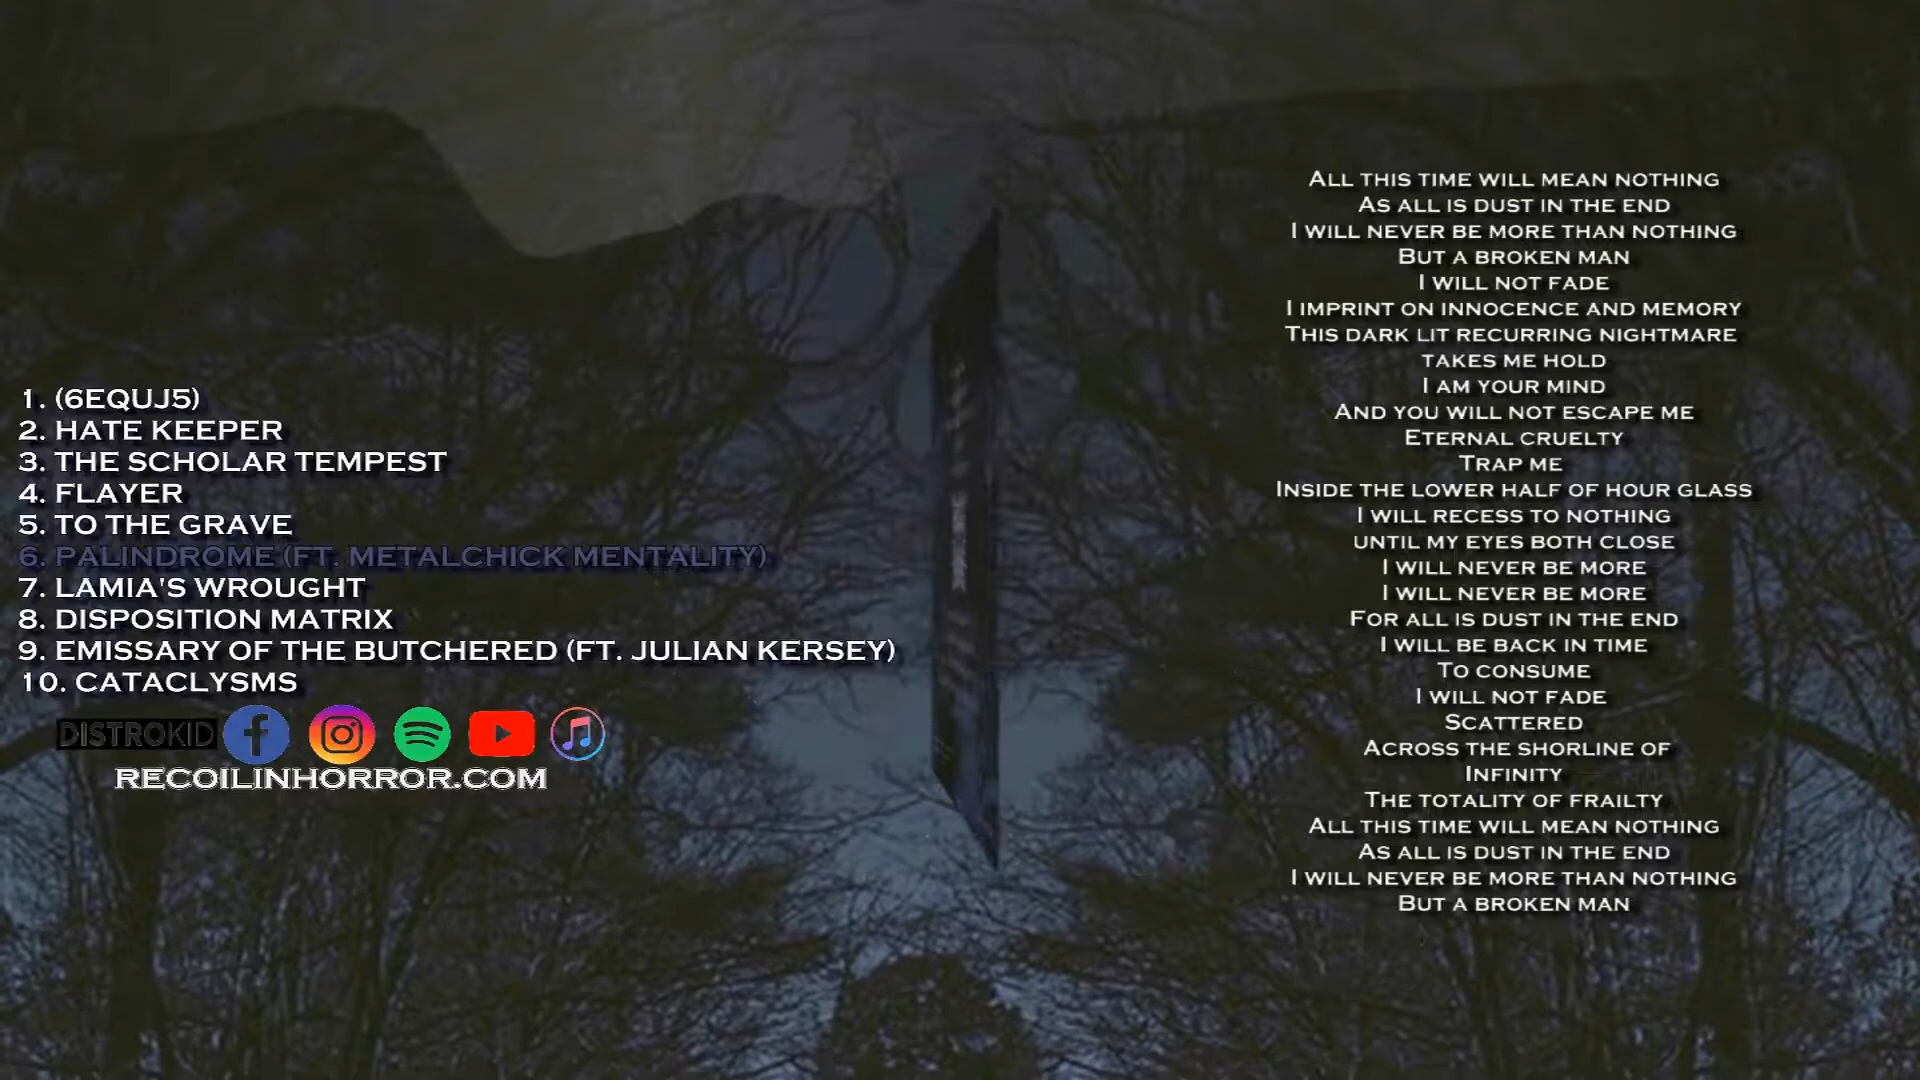 1. (6EQUJ5)
2. HATE KEEPER
3. THE SCHOLAR TEMPEST
4. FLAYER
5. TO THE GRAVE
6. PALINDROME (FT. METALCHICK MENTALITY)
7. LAMIA'S WROUGHT
8. DISPOSITION MATRIX
9. EMISSARY OF THE BUTCHERED (FT. JULIAN KERSEY)
10. CATACLYSMS
DISTROKID
RECOILINHORROR.COM
ALL THIS TIME WILL MEAN NOTHING
AS ALL IS DUST IN THE END
I WILL NEVER BE MORE THAN NOTHING
BUT A BROKEN MAN
I WILL NOT FADE
I IMPRINT ON INNOCENCE AND MEMORY
THIS DARK LIT RECURRING NIGHTMARE
TAKES ME HOLD
I AM YOUR MIND
AND YOU WILL NOT ESCAPE ME
ETERNAL CRUELTY
TRAP ME
INSIDE THE LOWER HALF OF HOUR GLASS
I WILL RECESS TO NOTHING
UNTIL MY EYES BOTH CLOSE
I WILL NEVER BE MORE
I WILL NEVER BE MORE
FOR ALL IS DUST IN THE END
I WILL BE BACK IN TIME
TO CONSUME
I WILL NOT FADE
SCATTERED
ACROSS THE SHORLINE OF
INFINITY
THE TOTALITY OF FRAILTY
ALL THIS TIME WILL MEAN NOTHING
AS ALL IS DUST IN THE END
I WILL NEVER BE MORE THAN NOTHING
BUT A BROKEN MAN